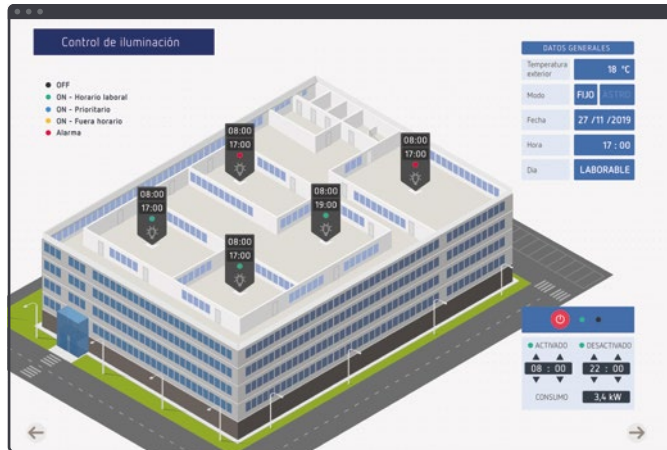 Control de iluminación
OFF
ON - Horario laboral
ON - Prioritario
ON - Fuera horario
Alarma
08:00
17:00
08:00
17:00
08:00
17:00
08:00
19:00
08:00
17:00
DATOS GENERALES
Temperatura exterior
18 °C
Modo
FIJO
ASTRO
Fecha
27 /11 /2019
Hora
17 : 00
Dia
LABORABLE
ACTIVADO
DESACTIVADO
08 : 00
22 : 00
CONSUMO
3,4 kW